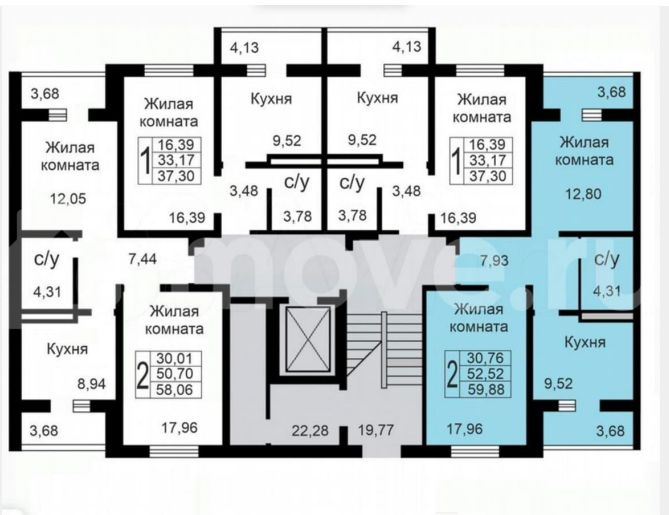 4,13
4,13
3,68
Жилая
комната
12,05
Жилая
комната
1
16,39
33,17
37,30
16,39
Кухня
9,52
3,48
с/у
3,78
Кухня
9,52
с/у
3,78
3,48
Жилая
комната
1
16,39
33,17
37,30
16,39
3,68
Жилая
комната
12,80
с/у
4,31
7,44
7,93
с/у
4,31
move.ru
Кухня
8,94
3,68
Жилая
комната
2
30,01
50,70
58,06
17,96
22,28
19,77
Жилая
комната
2
30,76
52,52
59,88
17,96
Кухня
9,52
3,68